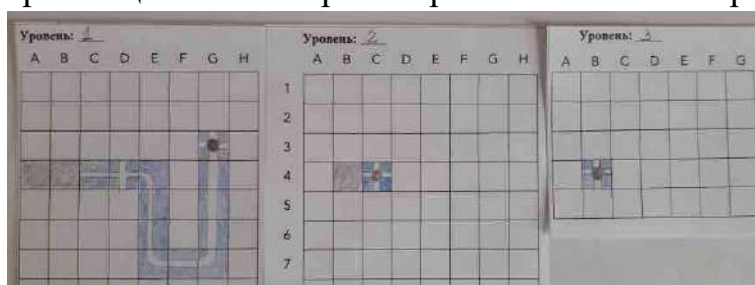 Уровень: 1
A B C D E F G H
Уровень: 2
A B C D E F G H
1
2
3
4
5
6
7
Уровень: 3
A B C D E F G